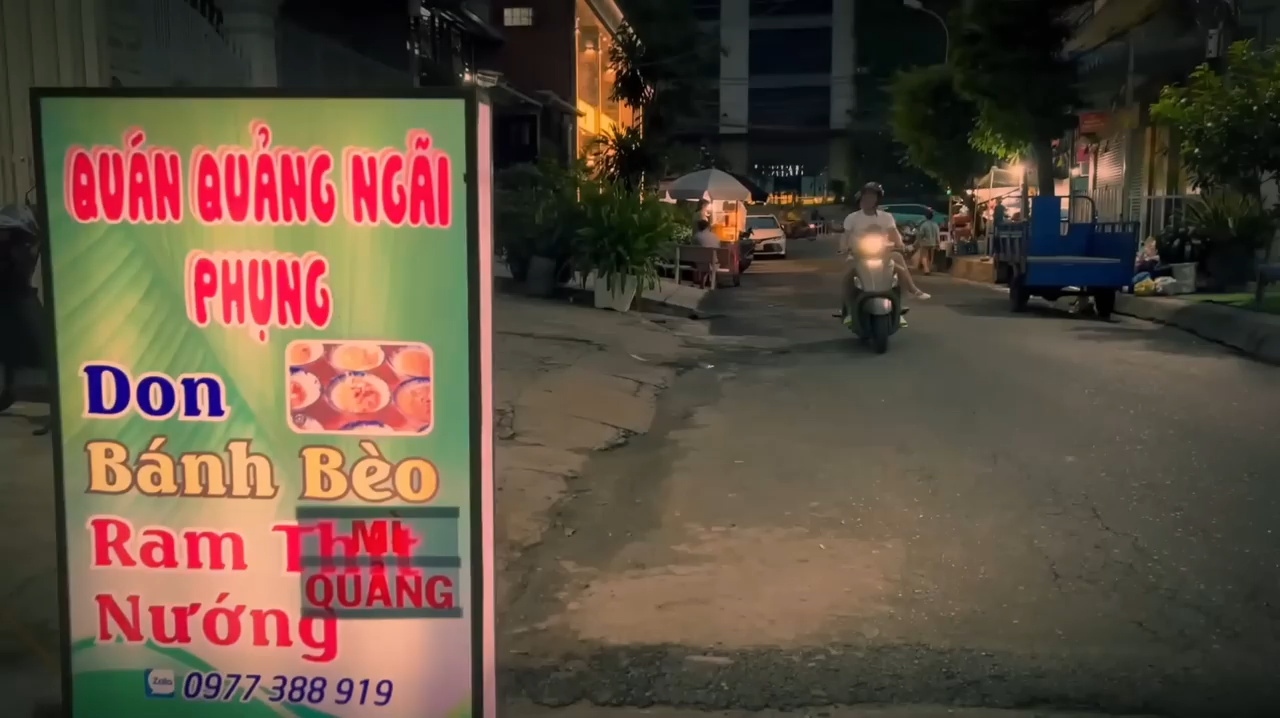 QUÁN QUẢNG NGÃI
PHỤNG
Don
Bánh Bèo
Ram Thịt
MÌ
QUẢNG
Nướng
Zalo 0977 388 919